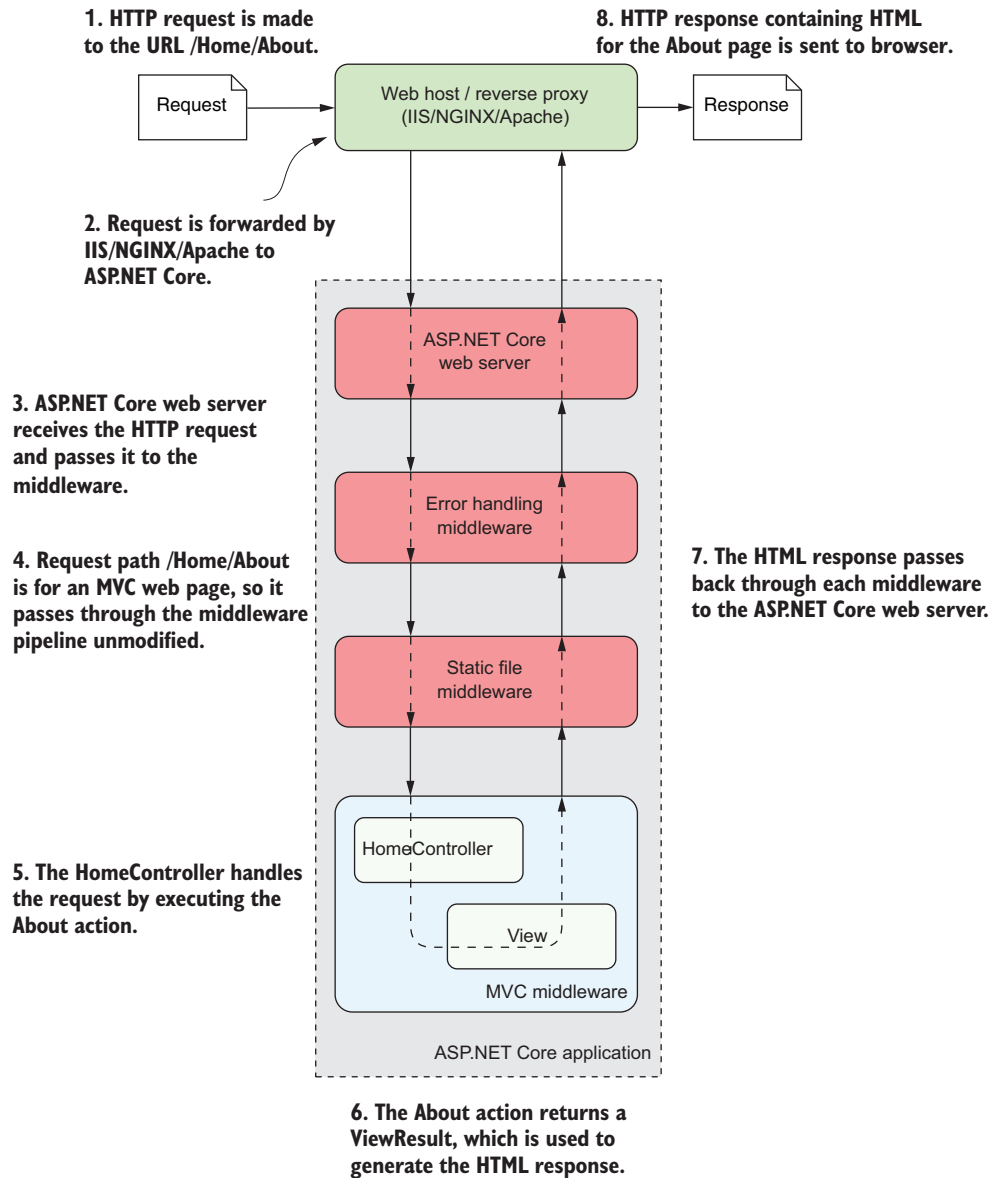 1. HTTP request is made
to the URL /Home/About.
8. HTTP response containing HTML
for the About page is sent to browser.
Request
Web host / reverse proxy
(IIS/NGINX/Apache)
Response
2. Request is forwarded by
IIS/NGINX/Apache to
ASP.NET Core.
ASP.NET Core
web server
3. ASP.NET Core web server
receives the HTTP request
and passes it to the
middleware.
Error handling
middleware
4. Request path /Home/About
is for an MVC web page, so it
passes through the middleware
pipeline unmodified.
7. The HTML response passes
back through each middleware
to the ASP.NET Core web server.
Static file
middleware
HomeController
5. The HomeController handles
the request by executing the
About action.
View
MVC middleware
ASP.NET Core application
6. The About action returns a
ViewResult, which is used to
generate the HTML response.